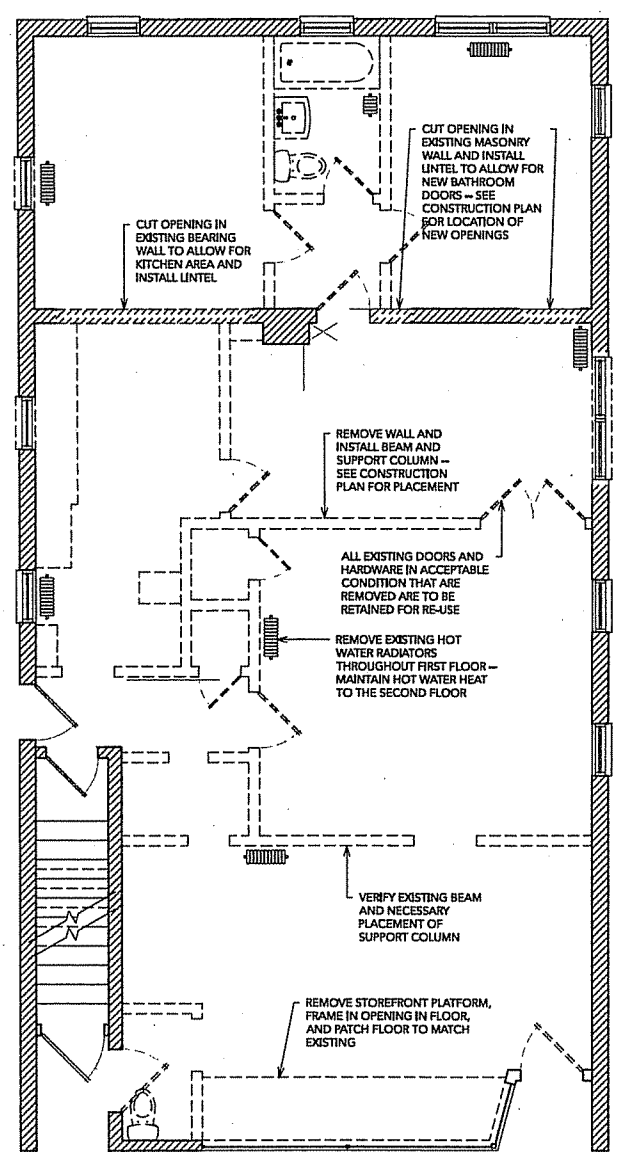 CUT OPENING IN
EXISTING MASONRY
WALL AND INSTALL
LINTEL TO ALLOW FOR
NEW BATHROOM
DOORS – SEE
CONSTRUCTION PLAN
FOR LOCATION OF
NEW OPENINGS
CUT OPENING IN
EXISTING BEARING
WALL TO ALLOW FOR
KITCHEN AREA AND
INSTALL LINTEL
REMOVE WALL AND
INSTALL BEAM AND
SUPPORT COLUMN –
SEE CONSTRUCTION
PLAN FOR PLACEMENT
ALL EXISTING DOORS AND
HARDWARE IN ACCEPTABLE
CONDITION THAT ARE
REMOVED ARE TO BE
RETAINED FOR RE-USE
REMOVE EXISTING HOT
WATER RADIATORS
THROUGHOUT FIRST FLOOR –
MAINTAIN HOT WATER HEAT
TO THE SECOND FLOOR
VERIFY EXISTING BEAM
AND NECESSARY
PLACEMENT OF
SUPPORT COLUMN
REMOVE STOREFRONT PLATFORM,
FRAME IN OPENING IN FLOOR,
AND PATCH FLOOR TO MATCH
EXISTING